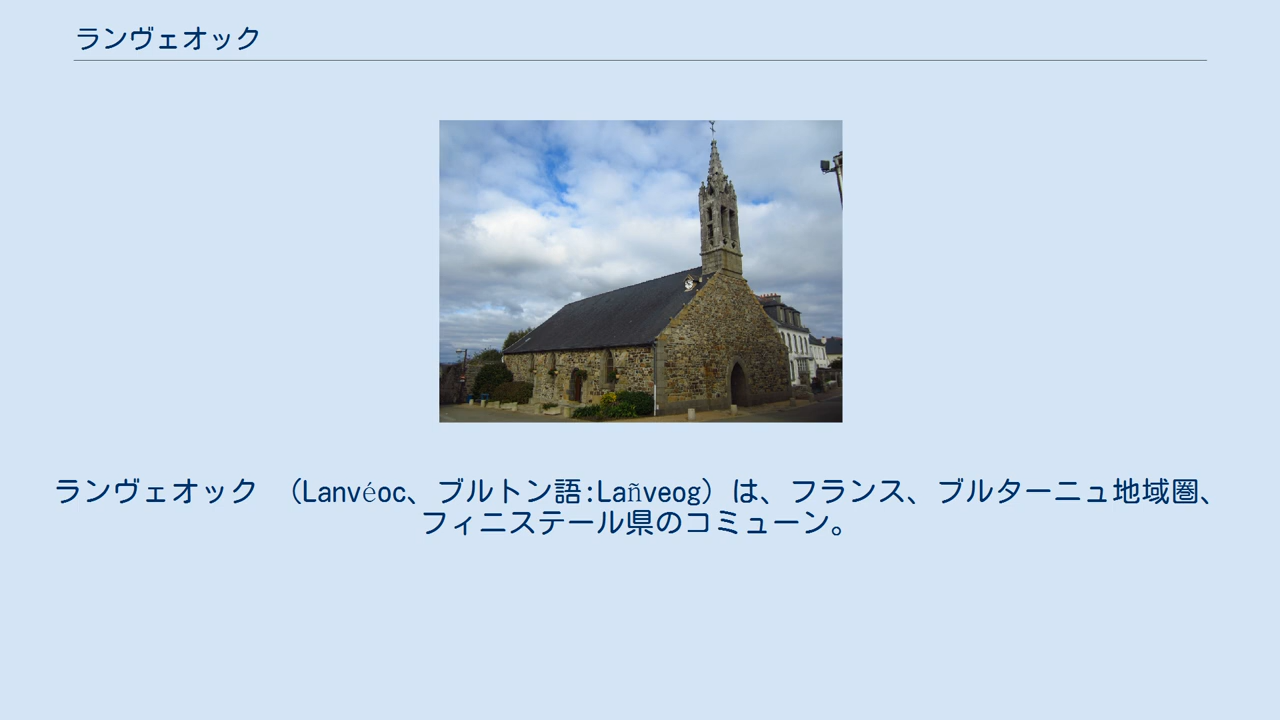 ランヴェオック
ランヴェオック （Lanvéoc、ブルトン語:Lañveog）は、フランス、ブルターニュ地域圏、
フィニステール県のコミューン。